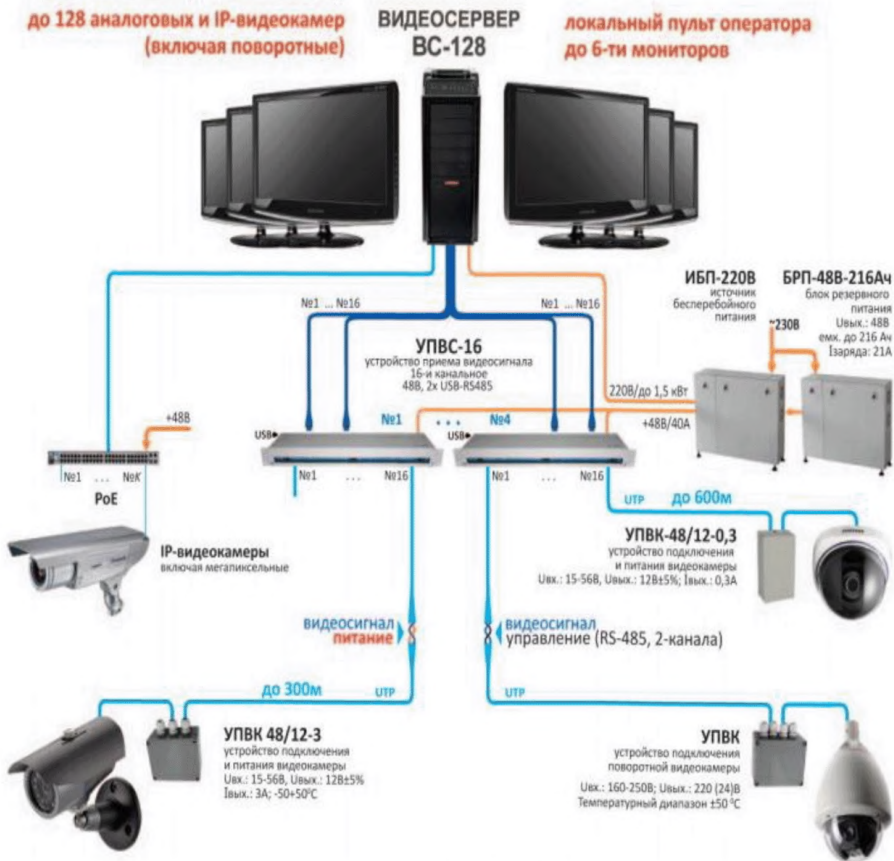 до 128 аналоговых и IP-видеокамер
(включая поворотные)
ВИДЕОСЕРВЕР
ВС-128
локальный пульт оператора
до 6-ти мониторов
ИБП-220В
источник
бесперебойного
питания
~230В
БРП-48В-216Ач
блок резервного
питания
Uвых.: 48В
емк. до 216 Ач
Iзаряда: 21А
№1 ... №16
№1 ... №16
УПВС-16
устройство приема видеосигнала
16-и канальное
48В, 2x USB-RS485
220В/до 1,5 кВт
+48В/40А
+48В
USB
№1 ... №4
USB
№1 ... №К
PoE
№1 ... №16
№1 ... №16
UTP до 600м
IP-видеокамеры
включая мегапиксельные
УПВК-48/12-0,3
устройство подключения
и питания видеокамеры
Uвх.: 15-56В, Uвых.: 12В±5%; Iвых.: 0,3А
видеосигнал
питание
видеосигнал
управление (RS-485, 2-канала)
до 300м UTP
UTP
УПВК 48/12-3
устройство подключения
и питания видеокамеры
Uвх.: 15-56В, Uвых.: 12В±5%
Iвых.: 3А; -50+50⁰С
УПВК
устройство подключения
поворотной видеокамеры
Uвх.: 160-250В; Uвых.: 220 (24)В
Температурный диапазон ±50 ⁰С